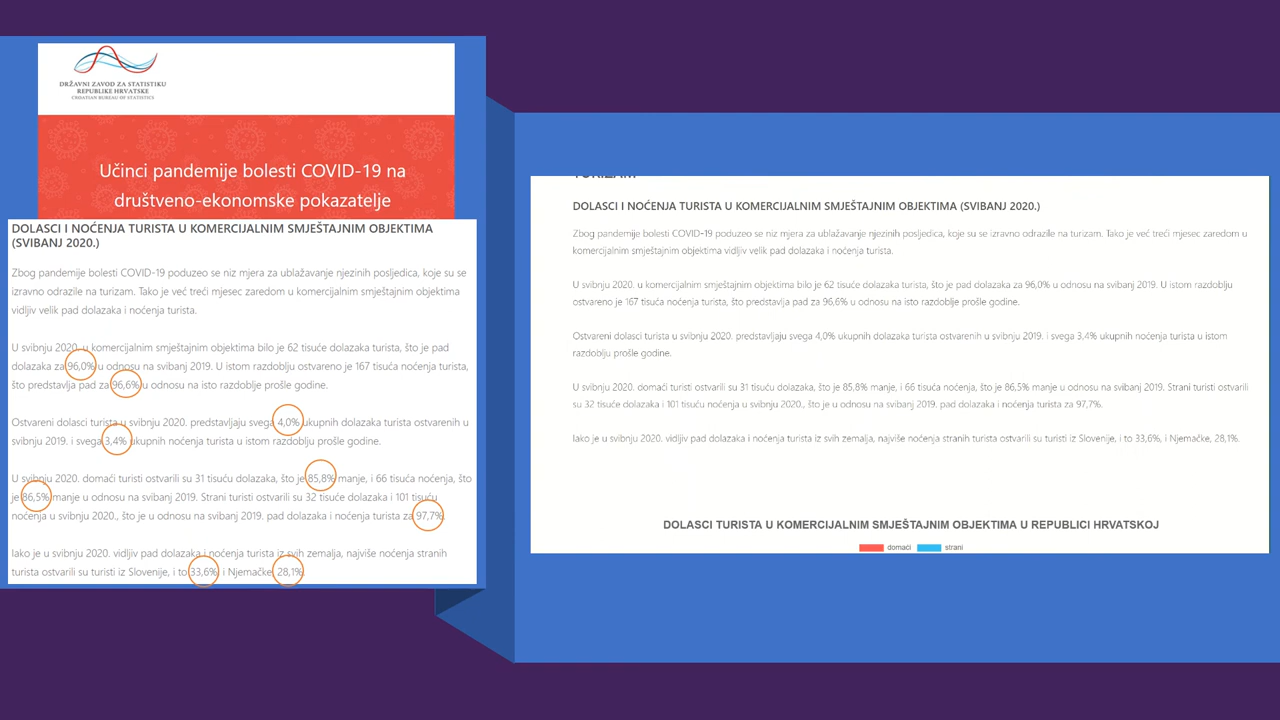 DRŽAVNI ZAVOD ZA STATISTIKU
REPUBLIKE HRVATSKE
CROATIAN BUREAU OF STATISTICS
Učinci pandemije bolesti COVID-19 na
društveno-ekonomske pokazatelje
DOLASCI I NOĆENJA TURISTA U KOMERCIJALNIM SMJEŠTAJNIM OBJEKTIMA
(SVIBANJ 2020.)
Zbog pandemije bolesti COVID-19 poduzeo se niz mjera za ublažavanje njezinih posljedica, koje su se
izravno odrazile na turizam. Tako je već treći mjesec zaredom u komercijalnim smještajnim objektima
vidljiv velik pad dolazaka i noćenja turista.
U svibnju 2020. u komercijalnim smještajnim objektima bilo je 62 tisuće dolazaka turista, što je pad
dolazaka za 96,0% u odnosu na svibanj 2019. U istom razdoblju ostvareno je 167 tisuća noćenja turista,
što predstavlja pad za 96,6% u odnosu na isto razdoblje prošle godine.
Ostvareni dolasci turista u svibnju 2020. predstavljaju svega 4,0% ukupnih dolazaka turista ostvarenih u
svibnju 2019. i svega 3,4% ukupnih noćenja turista u istom razdoblju prošle godine.
U svibnju 2020. domaći turisti ostvarili su 31 tisuću dolazaka, što je 85,8% manje, i 66 tisuća noćenja, što
je 86,5% manje u odnosu na svibanj 2019. Strani turisti ostvarili su 32 tisuće dolazaka i 101 tisuću
noćenja u svibnju 2020., što je u odnosu na svibanj 2019. pad dolazaka i noćenja turista za 97,7%.
Iako je u svibnju 2020. vidljiv pad dolazaka i noćenja turista iz svih zemalja, najviše noćenja stranih
turista ostvarili su turisti iz Slovenije, i to 33,6%, i Njemačke, 28,1%.
TURIZAM
DOLASCI I NOĆENJA TURISTA U KOMERCIJALNIM SMJEŠTAJNIM OBJEKTIMA (SVIBANJ 2020.)
Zbog pandemije bolesti COVID-19 poduzeo se niz mjera za ublažavanje njezinih posljedica, koje su se izravno odrazile na turizam. Tako je već treći mjesec zaredom u
komercijalnim smještajnim objektima vidljiv velik pad dolazaka i noćenja turista.
U svibnju 2020. u komercijalnim smještajnim objektima bilo je 62 tisuće dolazaka turista, što je pad dolazaka za 96,0% u odnosu na svibanj 2019. U istom razdoblju
ostvareno je 167 tisuća noćenja turista, što predstavlja pad za 96,6% u odnosu na isto razdoblje prošle godine.
Ostvareni dolasci turista u svibnju 2020. predstavljaju svega 4,0% ukupnih dolazaka turista ostvarenih u svibnju 2019. i svega 3,4% ukupnih noćenja turista u istom
razdoblju prošle godine.
U svibnju 2020. domaći turisti ostvarili su 31 tisuću dolazaka, što je 85,8% manje, i 66 tisuća noćenja, što je 86,5% manje u odnosu na svibanj 2019. Strani turisti ostvarili
su 32 tisuće dolazaka i 101 tisuću noćenja u svibnju 2020., što je u odnosu na svibanj 2019. pad dolazaka i noćenja turista za 97,7%.
Iako je u svibnju 2020. vidljiv pad dolazaka i noćenja turista iz svih zemalja, najviše noćenja stranih turista ostvarili su turisti iz Slovenije, i to 33,6%, i Njemačke, 28,1%.
DOLASCI TURISTA U KOMERCIJALNIM SMJEŠTAJNIM OBJEKTIMA U REPUBLICI HRVATSKOJ
domaći strani